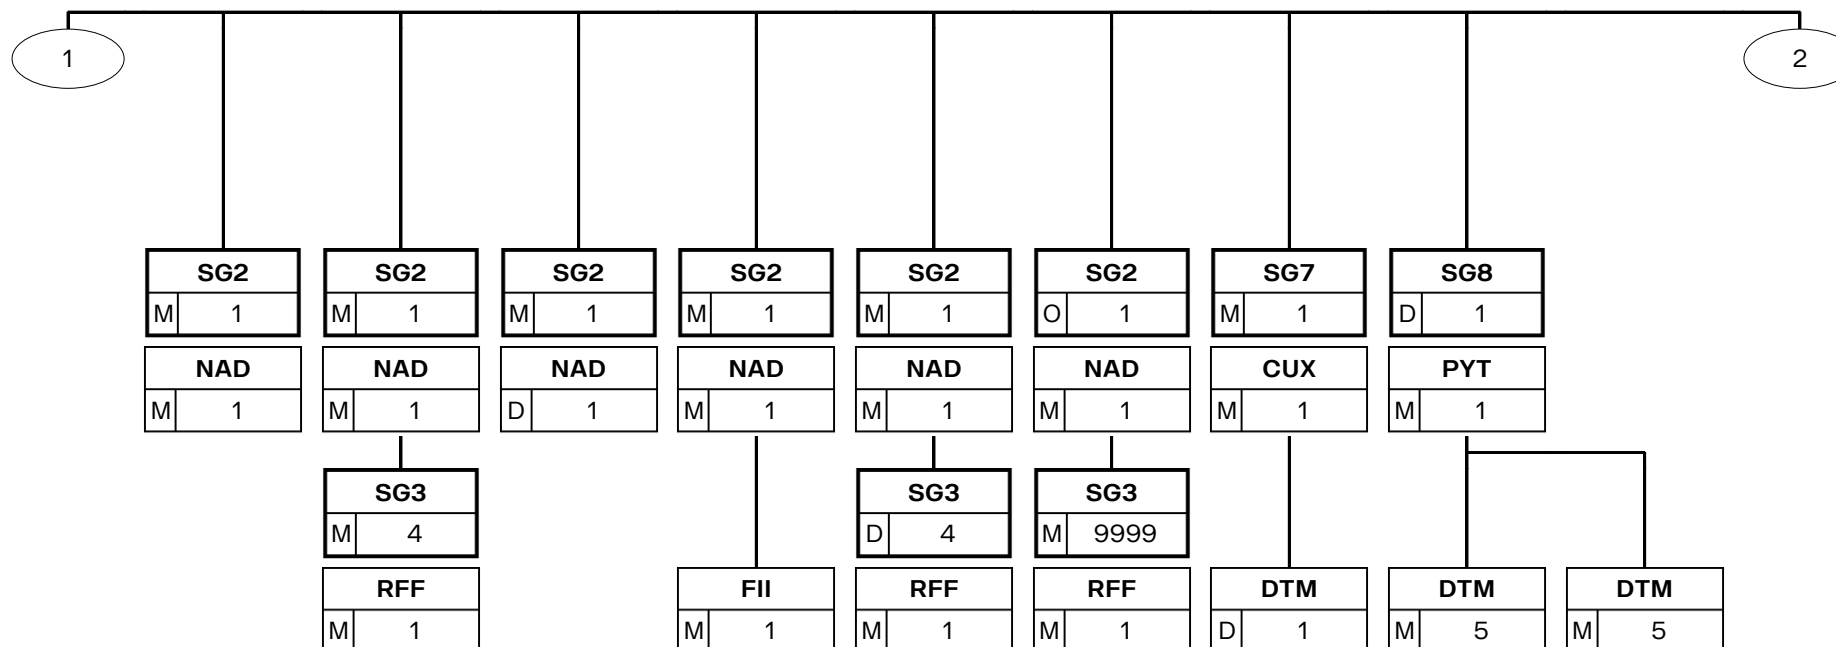 1
2
SG2 SG2 SG2 SG2 SG2 SG2 SG7 SG8
M 1 M 1 M 1 M 1 M 1 O 1 M 1 D 1
NAD NAD NAD NAD NAD NAD CUX PYT
M 1 M 1 D 1 M 1 M 1 M 1 M 1 M 1
SG3 SG3 SG3
M 4 D 4 M 9999
RFF FII RFF RFF DTM DTM DTM
M 1 M 1 M 1 M 1 D 1 M 5 M 5